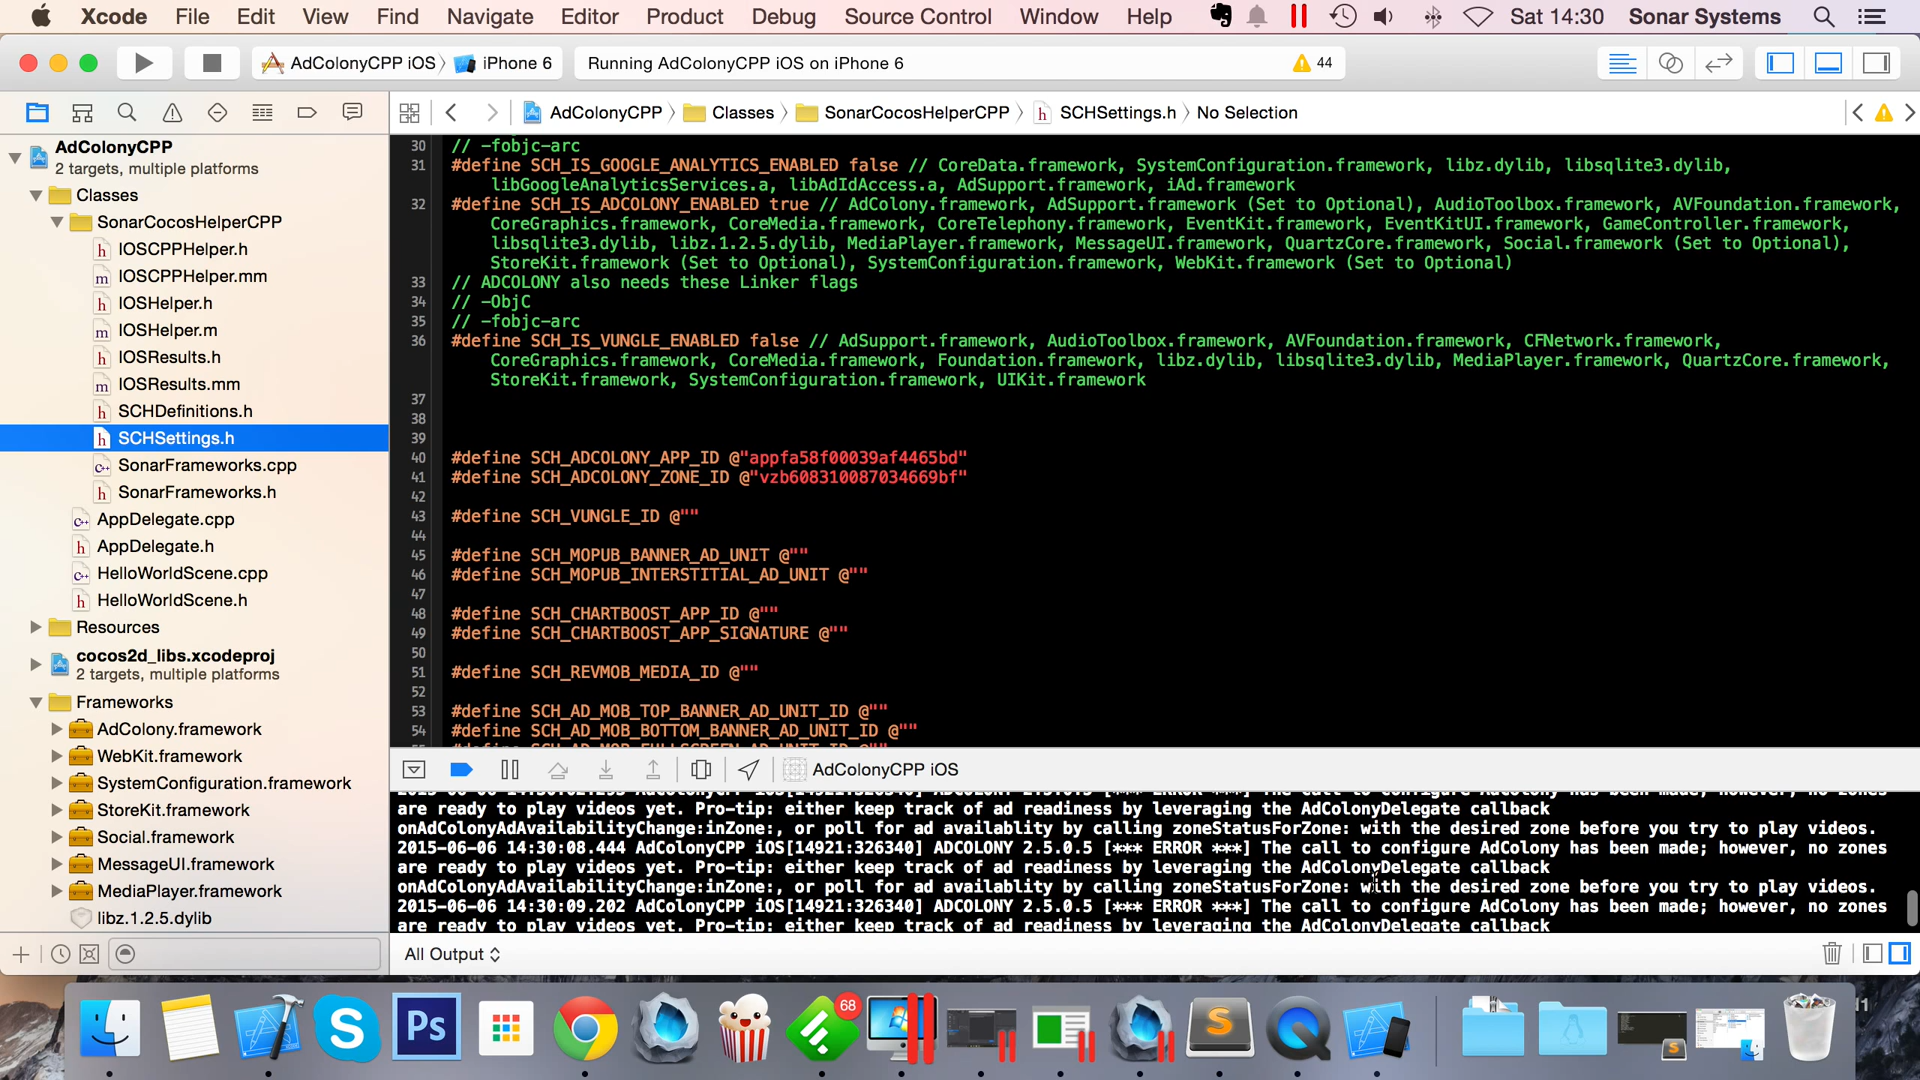 Xcode File Edit View Find Navigate Editor Product Debug Source Control Window Help Sat 14:30 Sonar Systems
AdColonyCPP iOS iPhone 6 Running AdColonyCPP iOS on iPhone 6 44
AdColonyCPP Classes SonarCocosHelperCPP SCHSettings.h No Selection
AdColonyCPP
2 targets, multiple platforms
Classes
SonarCocosHelperCPP
IOSCPPHelper.h
IOSCPPHelper.mm
IOSHelper.h
IOSHelper.m
IOSResults.h
IOSResults.mm
SCHDefinitions.h
SCHSettings.h
SonarFrameworks.cpp
SonarFrameworks.h
AppDelegate.cpp
AppDelegate.h
HelloWorldScene.cpp
HelloWorldScene.h
Resources
cocos2d_libs.xcodeproj
2 targets, multiple platforms
Frameworks
AdColony.framework
WebKit.framework
SystemConfiguration.framework
StoreKit.framework
Social.framework
MessageUI.framework
MediaPlayer.framework
libz.1.2.5.dylib
30 // -fobjc-arc
31 #define SCH_IS_GOOGLE_ANALYTICS_ENABLED false // CoreData.framework, SystemConfiguration.framework, libz.dylib, libsqlite3.dylib,
libGoogleAnalyticsServices.a, libAdIdAccess.a, AdSupport.framework, iAd.framework
32 #define SCH_IS_ADCOLONY_ENABLED true // AdColony.framework, AdSupport.framework (Set to Optional), AudioToolbox.framework, AVFoundation.framework,
CoreGraphics.framework, CoreMedia.framework, CoreTelephony.framework, EventKit.framework, EventKitUI.framework, GameController.framework,
libsqlite3.dylib, libz.1.2.5.dylib, MediaPlayer.framework, MessageUI.framework, QuartzCore.framework, Social.framework (Set to Optional),
StoreKit.framework (Set to Optional), SystemConfiguration.framework, WebKit.framework (Set to Optional)
33 // ADCOLONY also needs these Linker flags
34 // -ObjC
35 // -fobjc-arc
36 #define SCH_IS_VUNGLE_ENABLED false // AdSupport.framework, AudioToolbox.framework, AVFoundation.framework, CFNetwork.framework,
CoreGraphics.framework, CoreMedia.framework, Foundation.framework, libz.dylib, libsqlite3.dylib, MediaPlayer.framework, QuartzCore.framework,
StoreKit.framework, SystemConfiguration.framework, UIKit.framework
37
38
39
40 #define SCH_ADCOLONY_APP_ID @"appfa58f00039af4465bd"
41 #define SCH_ADCOLONY_ZONE_ID @"vzb608310087034669bf"
42
43 #define SCH_VUNGLE_ID @""
44
45 #define SCH_MOPUB_BANNER_AD_UNIT @""
46 #define SCH_MOPUB_INTERSTITIAL_AD_UNIT @""
47
48 #define SCH_CHARTBOOST_APP_ID @""
49 #define SCH_CHARTBOOST_APP_SIGNATURE @""
50
51 #define SCH_REVMOB_MEDIA_ID @""
52
53 #define SCH_AD_MOB_TOP_BANNER_AD_UNIT_ID @""
54 #define SCH_AD_MOB_BOTTOM_BANNER_AD_UNIT_ID @""
AdColonyCPP iOS
are ready to play videos yet. Pro-tip: either keep track of ad readiness by leveraging the AdColonyDelegate callback
onAdColonyAdAvailabilityChange:inZone:, or poll for ad availablity by calling zoneStatusForZone: with the desired zone before you try to play videos.
2015-06-06 14:30:08.444 AdColonyCPP iOS[14921:326340] ADCOLONY 2.5.0.5 [*** ERROR ***] The call to configure AdColony has been made; however, no zones
are ready to play videos yet. Pro-tip: either keep track of ad readiness by leveraging the AdColonyDelegate callback
onAdColonyAdAvailabilityChange:inZone:, or poll for ad availablity by calling zoneStatusForZone: with the desired zone before you try to play videos.
2015-06-06 14:30:09.202 AdColonyCPP iOS[14921:326340] ADCOLONY 2.5.0.5 [*** ERROR ***] The call to configure AdColony has been made; however, no zones
are ready to play videos yet. Pro-tip: either keep track of ad readiness by leveraging the AdColonyDelegate callback
All Output
Ps
68